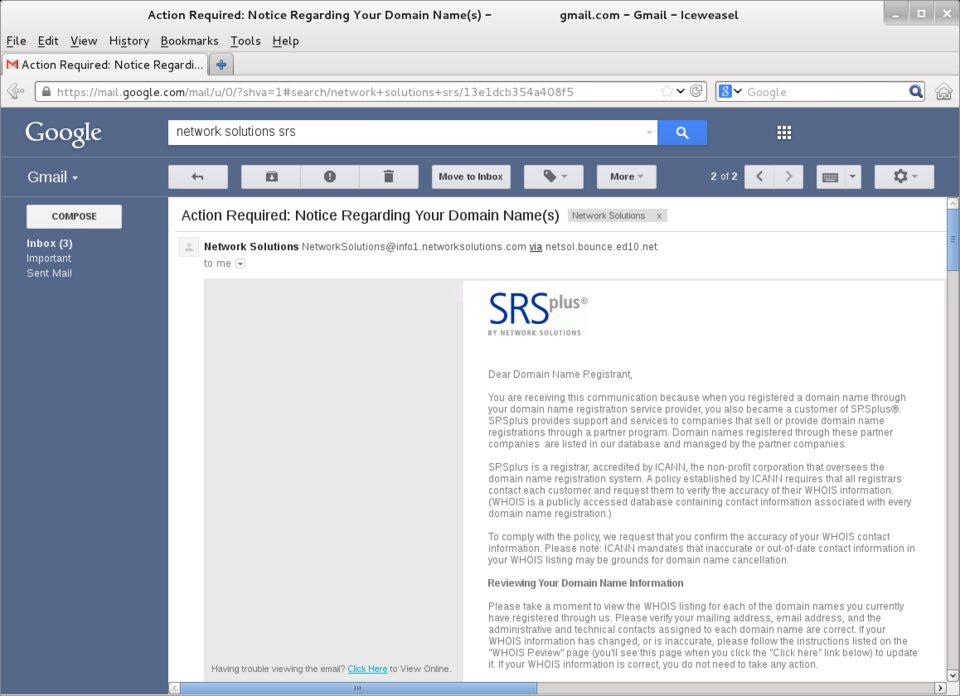 Action Required: Notice Regarding Your Domain Name(s) – gmail.com – Gmail – Iceweasel
File Edit View History Bookmarks Tools Help
Action Required: Notice Regardi...
https://mail.google.com/mail/u/0/?shva=1#search/network+solutions+srs/13e1dcb354a408f5
Google
Google
network solutions srs
Gmail
Move to Inbox
More
2 of 2
COMPOSE
Inbox (3)
Important
Sent Mail
Action Required: Notice Regarding Your Domain Name(s)
Network Solutions x
Network Solutions NetworkSolutions@info1.networksolutions.com via netsol.bounce.ed10.net
to me
SRSplus®
BY NETWORK SOLUTIONS
Dear Domain Name Registrant,
You are receiving this communication because when you registered a domain name through
your domain name registration service provider, you also became a customer of SRSplus®.
SRSplus provides support and services to companies that sell or provide domain name
registrations through a partner program. Domain names registered through these partner
companies are listed in our database and managed by the partner companies.
SRSplus is a registrar, accredited by ICANN, the non-profit corporation that oversees the
domain name registration system. A policy established by ICANN requires that all registrars
contact each customer and request them to verify the accuracy of their WHOIS information.
(WHOIS is a publicly accessed database containing contact information associated with every
domain name registration.)
To comply with the policy, we request that you confirm the accuracy of your WHOIS contact
information. Please note: ICANN mandates that inaccurate or out-of-date contact information in
your WHOIS listing may be grounds for domain name cancellation.
Reviewing Your Domain Name Information
Please take a moment to view the WHOIS listing for each of the domain names you currently
have registered through us. Please verify your mailing address, email address, and the
administrative and technical contacts assigned to each domain name are correct. If your
WHOIS information has changed, or is inaccurate, please follow the instructions listed on the
"WHOIS Review" page (you'll see this page when you click the "Click here" link below) to update
it. If your WHOIS information is correct, you do not need to take any action.
Having trouble viewing the email? Click Here to View Online.